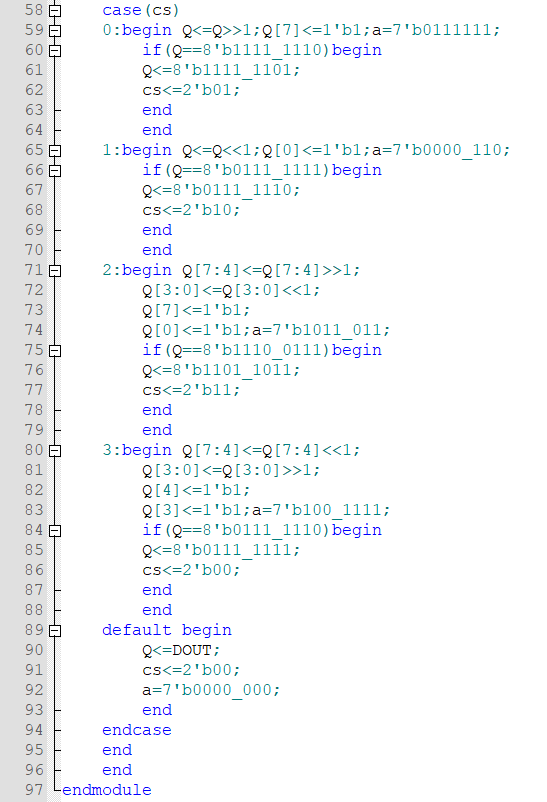 58 case(cs)
59 0:begin Q<=Q>>1;Q[7]<=1'b1;a=7'b0111111;
60 if(Q==8'b1111_1110)begin
61 Q<=8'b1111_1101;
62 cs<=2'b01;
63 end
64 end
65 1:begin Q<=Q<<1;Q[0]<=1'b1;a=7'b0000_110;
66 if(Q==8'b0111_1111)begin
67 Q<=8'b0111_1110;
68 cs<=2'b10;
69 end
70 end
71 2:begin Q[7:4]<=Q[7:4]>>1;
72 Q[3:0]<=Q[3:0]<<1;
73 Q[7]<=1'b1;
74 Q[0]<=1'b1;a=7'b1011_011;
75 if(Q==8'b1110_0111)begin
76 Q<=8'b1101_1011;
77 cs<=2'b11;
78 end
79 end
80 3:begin Q[7:4]<=Q[7:4]<<1;
81 Q[3:0]<=Q[3:0]>>1;
82 Q[4]<=1'b1;
83 Q[3]<=1'b1;a=7'b100_1111;
84 if(Q==8'b0111_1110)begin
85 Q<=8'b0111_1111;
86 cs<=2'b00;
87 end
88 end
89 default begin
90 Q<=DOUT;
91 cs<=2'b00;
92 a=7'b0000_000;
93 end
94 endcase
95 end
96 end
97 endmodule